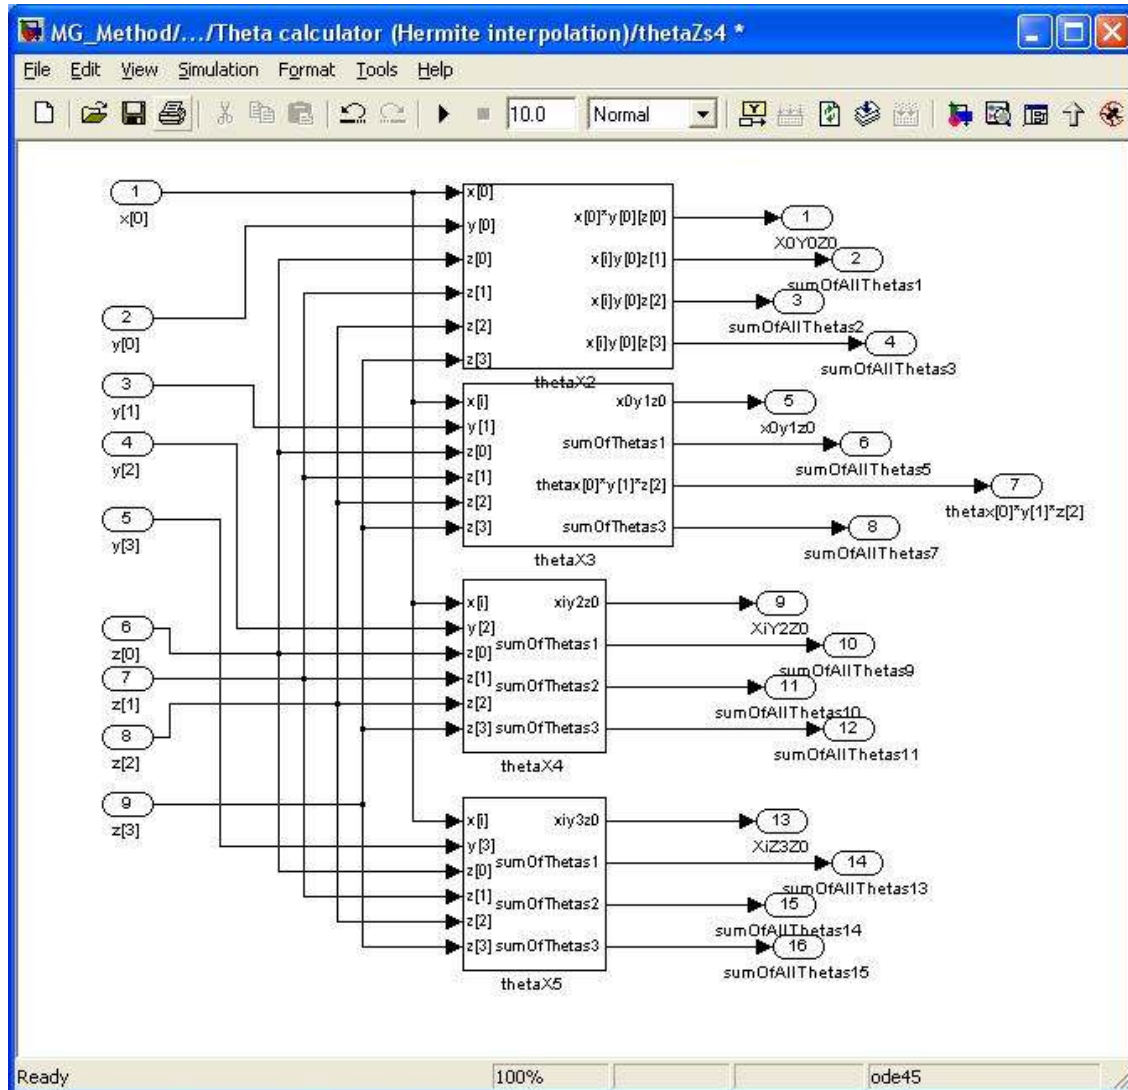 MG_Method/.../Theta calculator (Hermite interpolation)/thetaZs4 *
File Edit View Simulation Format Tools Help
10.0 Normal
1
x[0]
2
y[0]
3
y[1]
4
y[2]
5
y[3]
6
z[0]
7
z[1]
8
z[2]
9
z[3]
x[0]
y[0]
z[0]
z[1]
z[2]
z[3]
x[0]*y[0][z[0]
x[i]y[0]z[1]
x[i]y[0]z[2]
x[i]y[0][z[3]
thetaX2
1
X0Y0Z0
2
sumOfAllThetas1
3
sumOfAllThetas2
4
sumOfAllThetas3
x[i]
y[1]
z[0]
z[1]
z[2]
z[3]
x0y1z0
sumOfThetas1
thetax[0]*y[1]*z[2]
sumOfThetas3
thetaX3
5
x0y1z0
6
sumOfAllThetas5
7
thetax[0]*y[1]*z[2]
8
sumOfAllThetas7
x[i]
y[2]
z[0]
z[1]
z[2]
z[3]
xiy2z0
sumOfThetas1
sumOfThetas2
sumOfThetas3
thetaX4
9
XiY2Z0
10
sumOfAllThetas9
11
sumOfAllThetas10
12
sumOfAllThetas11
x[i]
y[3]
z[0]
z[1]
z[2]
z[3]
xiy3z0
sumOfThetas1
sumOfThetas2
sumOfThetas3
thetaX5
13
XiZ3Z0
14
sumOfAllThetas13
15
sumOfAllThetas14
16
sumOfAllThetas15
Ready 100% ode45